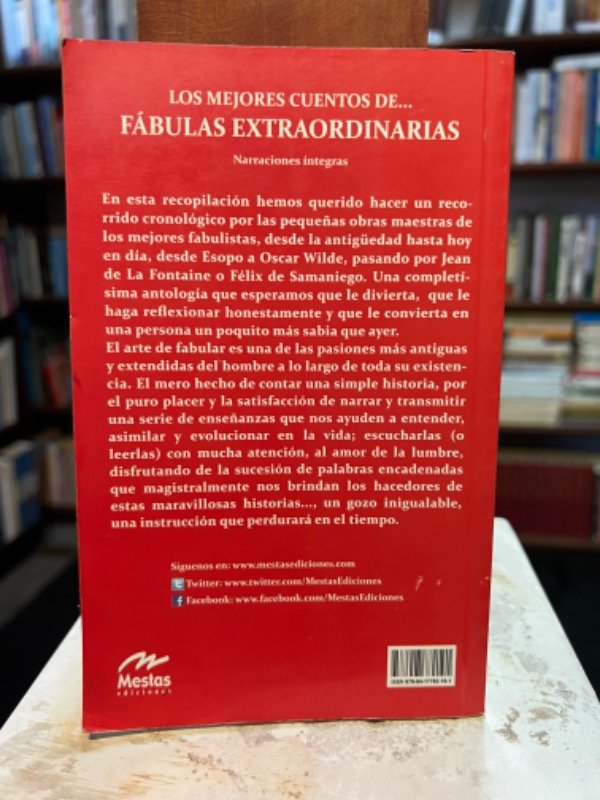 LOS MEJORES CUENTOS DE...
FÁBULAS EXTRAORDINARIAS
Narraciones íntegras
En esta recopilación hemos querido hacer un reco-
rrido cronológico por las pequeñas obras maestras de
los mejores fabulistas, desde la antigüedad hasta hoy
en día, desde Esopo a Oscar Wilde, pasando por Jean
de La Fontaine o Félix de Samaniego. Una completí-
sima antología que esperamos que le divierta, que le
haga reflexionar honestamente y que le convierta en
una persona un poquito más sabia que ayer.
El arte de fabular es una de las pasiones más antiguas
y extendidas del hombre a lo largo de toda su existen-
cia. El mero hecho de contar una simple historia, por
el puro placer y la satisfacción de narrar y transmitir
una serie de enseñanzas que nos ayuden a entender,
asimilar y evolucionar en la vida; escucharlas (o
leerlas) con mucha atención, al amor de la lumbre,
disfrutando de la sucesión de palabras encadenadas
que magistralmente nos brindan los hacedores de
estas maravillosas historias..., un gozo inigualable,
una instrucción que perdurará en el tiempo.
Síguenos en: www.mestasediciones.com
Twitter: www.twitter.com/MestasEdiciones
Facebook: www.facebook.com/MestasEdiciones
Mestas
ediciones
ISBN